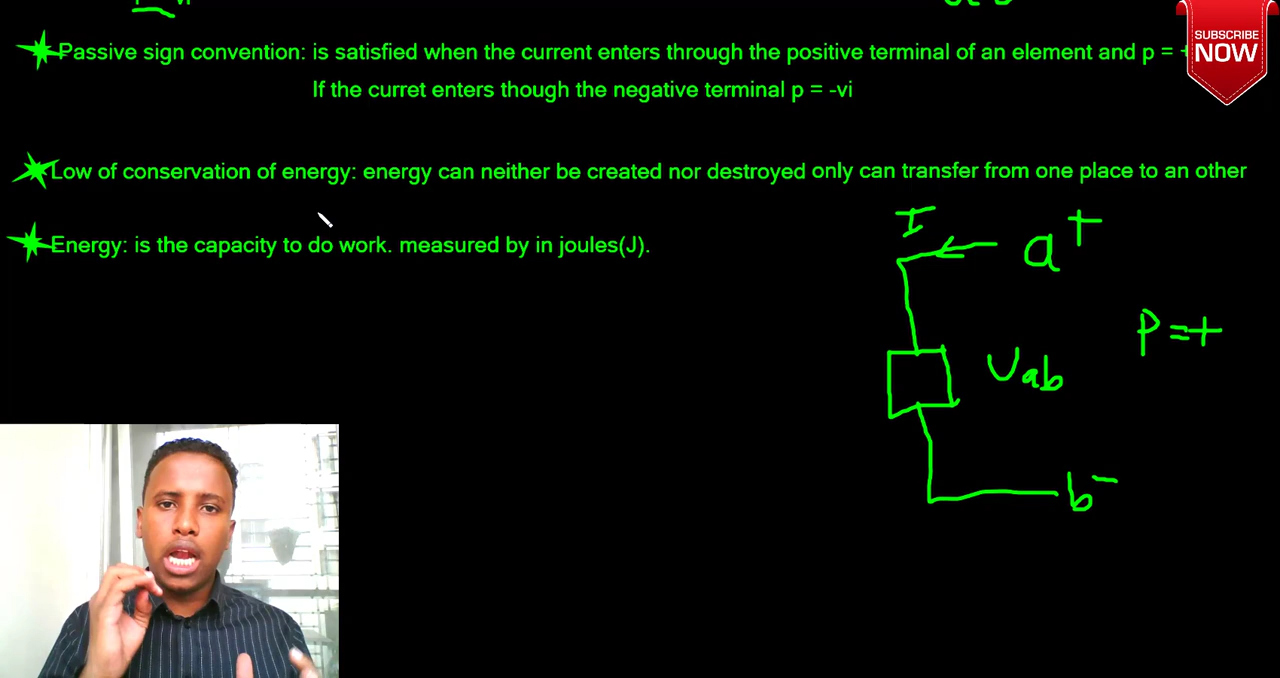 SUBSCRIBE
NOW
Passive sign convention: is satisfied when the current enters through the positive terminal of an element and p = +
If the curret enters though the negative terminal p = -vi
Low of conservation of energy: energy can neither be created nor destroyed only can transfer from one place to an other
Energy: is the capacity to do work. measured by in joules(J).
I
a+
P=+
Vab
b-